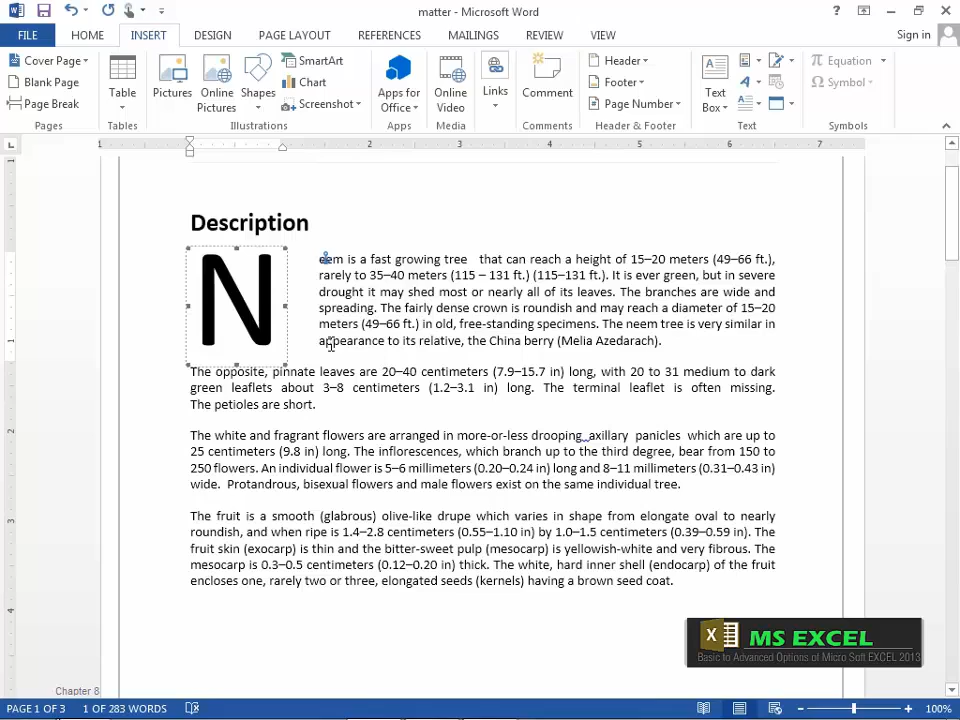 matter - Microsoft Word
FILE HOME INSERT DESIGN PAGE LAYOUT REFERENCES MAILINGS REVIEW VIEW Sign in
Cover Page
Blank Page
Page Break
Pages
Table
Tables
Pictures
Online Pictures
Shapes
SmartArt
Chart
Screenshot
Illustrations
Apps for Office
Apps
Online Video
Media
Links
Comment
Comments
Header
Footer
Page Number
Header & Footer
Text Box
Text
Equation
Symbol
Symbols
1 2 3 4 5 6 7
Description
N
eem is a fast growing tree that can reach a height of 15–20 meters (49–66 ft.),
rarely to 35–40 meters (115 – 131 ft.) (115–131 ft.). It is ever green, but in severe
drought it may shed most or nearly all of its leaves. The branches are wide and
spreading. The fairly dense crown is roundish and may reach a diameter of 15–20
meters (49–66 ft.) in old, free-standing specimens. The neem tree is very similar in
appearance to its relative, the China berry (Melia Azedarach).
The opposite, pinnate leaves are 20–40 centimeters (7.9–15.7 in) long, with 20 to 31 medium to dark
green leaflets about 3–8 centimeters (1.2–3.1 in) long. The terminal leaflet is often missing.
The petioles are short.
The white and fragrant flowers are arranged in more-or-less drooping axillary panicles which are up to
25 centimeters (9.8 in) long. The inflorescences, which branch up to the third degree, bear from 150 to
250 flowers. An individual flower is 5–6 millimeters (0.20–0.24 in) long and 8–11 millimeters (0.31–0.43 in)
wide. Protandrous, bisexual flowers and male flowers exist on the same individual tree.
The fruit is a smooth (glabrous) olive-like drupe which varies in shape from elongate oval to nearly
roundish, and when ripe is 1.4–2.8 centimeters (0.55–1.10 in) by 1.0–1.5 centimeters (0.39–0.59 in). The
fruit skin (exocarp) is thin and the bitter-sweet pulp (mesocarp) is yellowish-white and very fibrous. The
mesocarp is 0.3–0.5 centimeters (0.12–0.20 in) thick. The white, hard inner shell (endocarp) of the fruit
encloses one, rarely two or three, elongated seeds (kernels) having a brown seed coat.
MS EXCEL
Basic to Advanced Options of Micro Soft EXCEL 2013
Chapter 8
PAGE 1 OF 3 1 OF 283 WORDS 100%